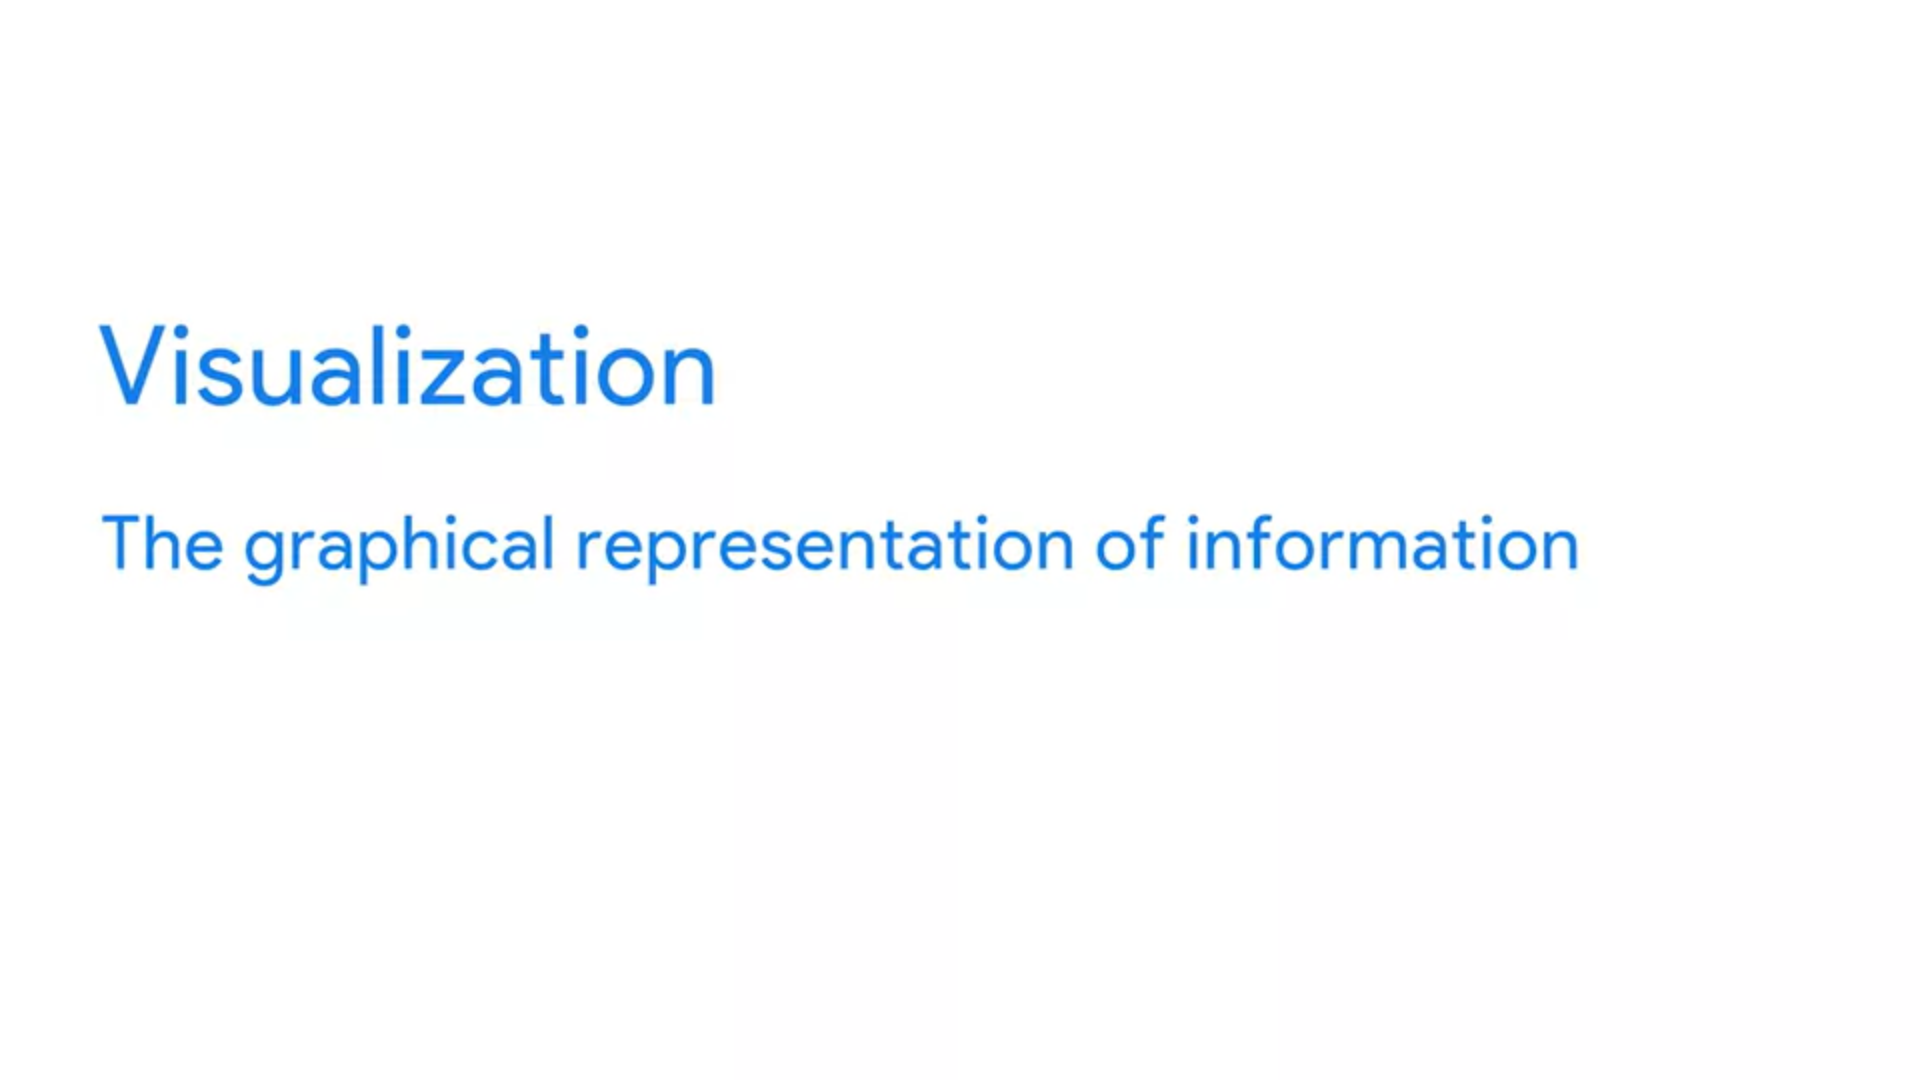 Visualization
The graphical representation of information